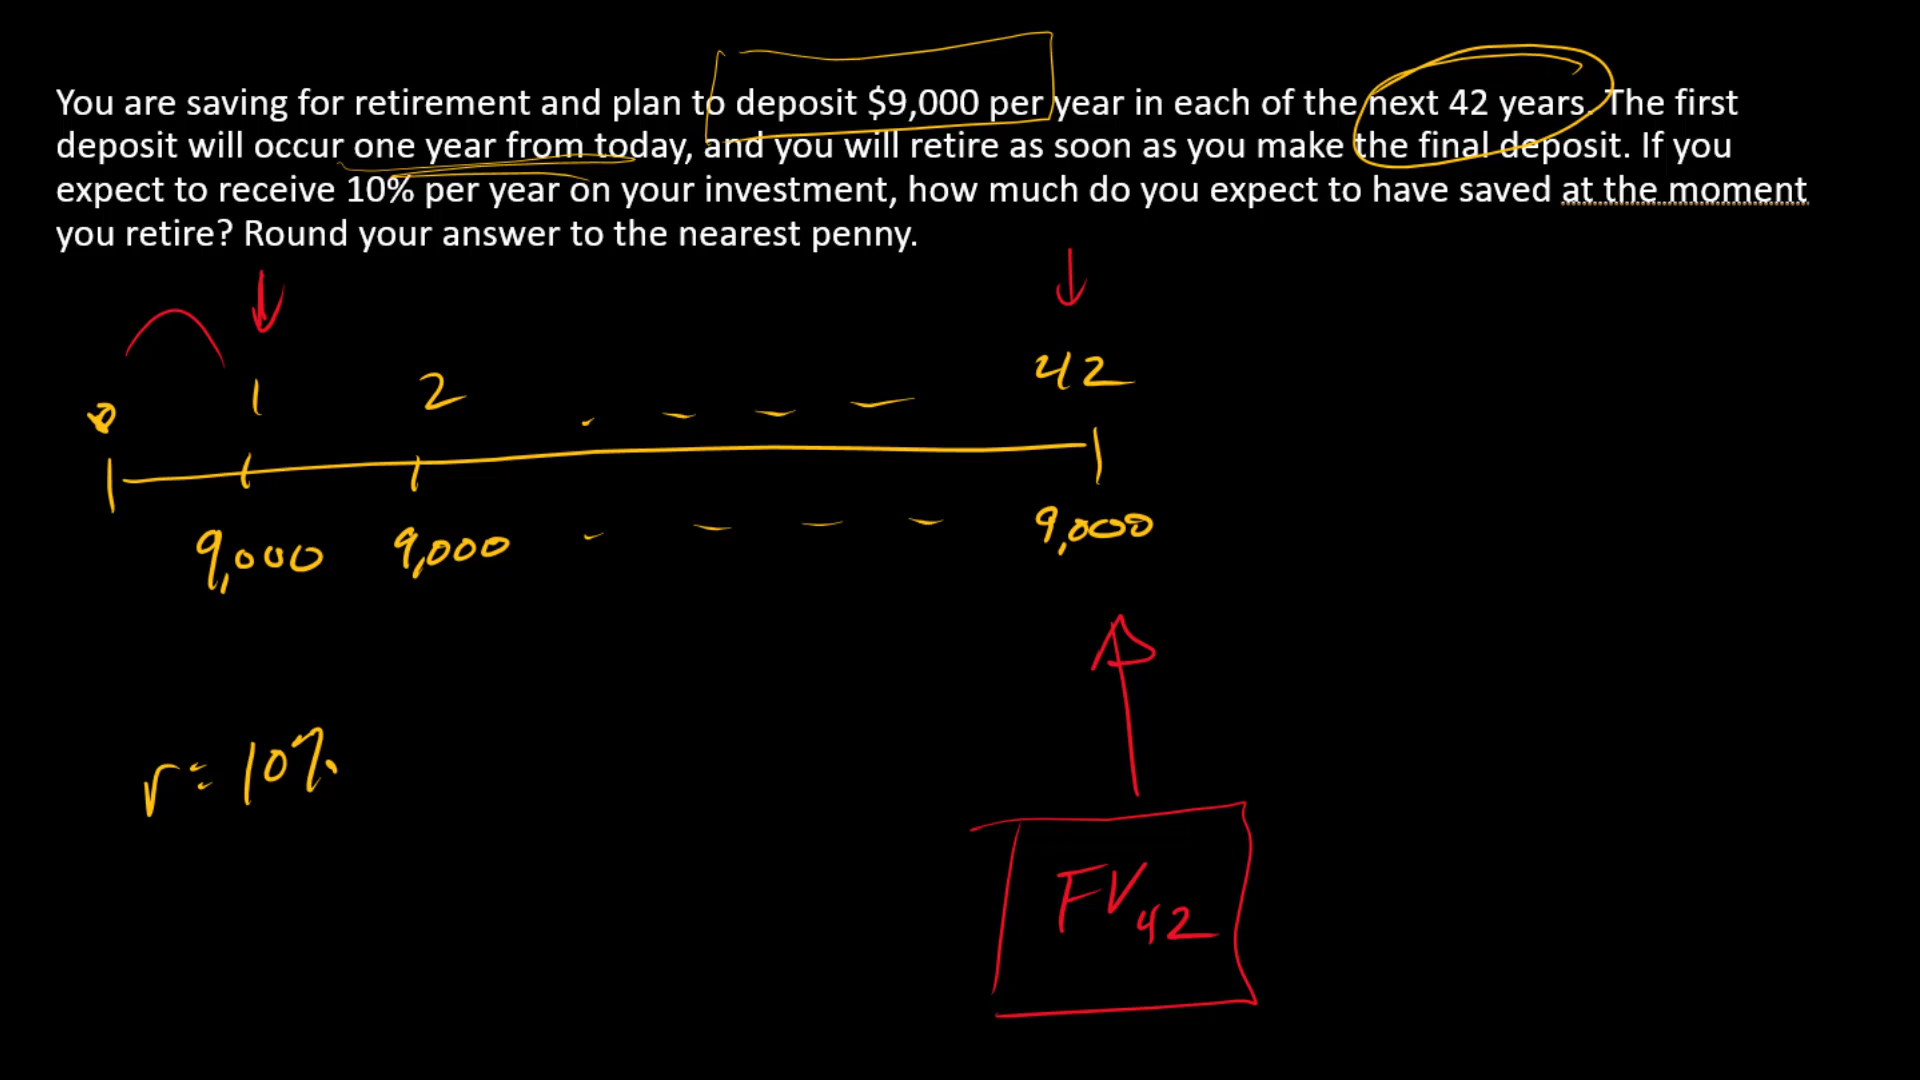 You are saving for retirement and plan to deposit $9,000 per year in each of the next 42 years. The first
deposit will occur one year from today, and you will retire as soon as you make the final deposit. If you
expect to receive 10% per year on your investment, how much do you expect to have saved at the moment
you retire? Round your answer to the nearest penny.
0 1 2 . - - - 42
9,000 9,000 - - - - 9,000
r = 10%
FV42